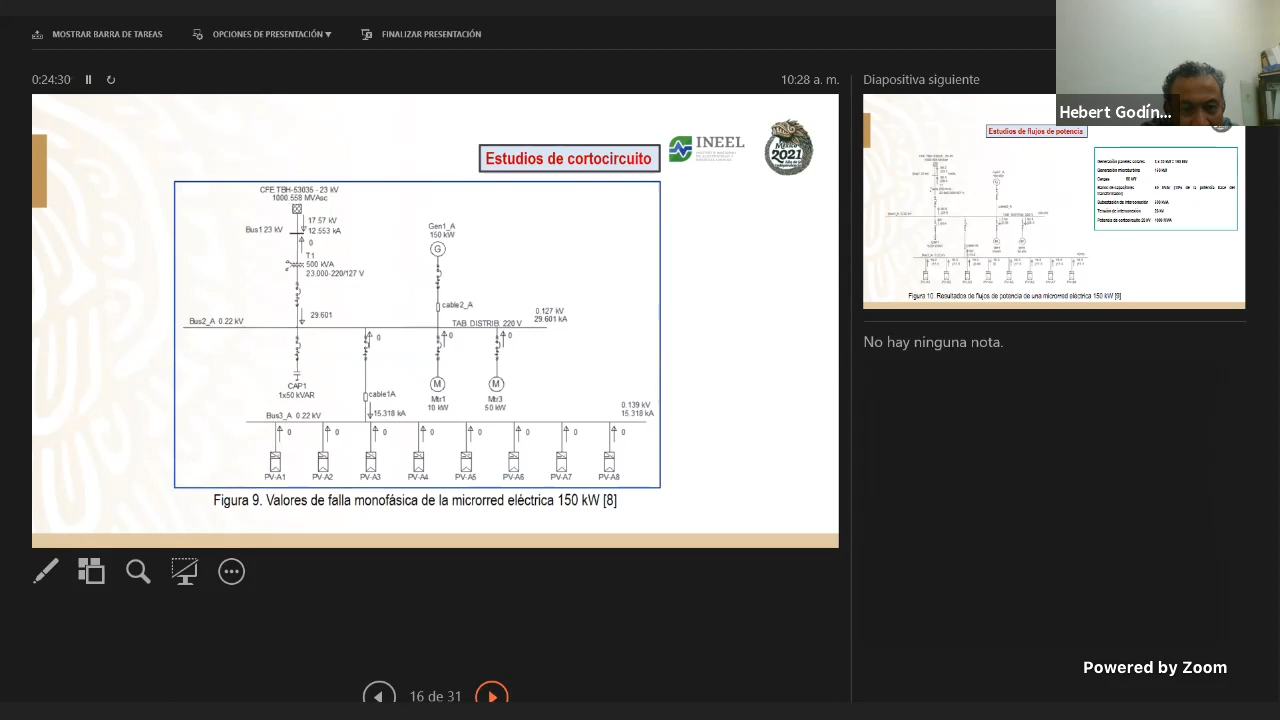 MOSTRAR BARRA DE TAREAS
OPCIONES DE PRESENTACIÓN ▼
FINALIZAR PRESENTACIÓN
0:24:30
10:28 a. m.
Diapositiva siguiente
Hebert Godín...
Estudios de cortocircuito
INEEL
México
2021
CFE TBH-53035 - 23 kV
1000.558 MVAsc
17.57 kV
12.553 kA
Bus1 23 kV
0
T1
500 kVA
23,000-220/127 V
Gen1_A
150 kW
G
cable2_A
29.601
Bus2_A 0.22 kV
TAB. DISTRIB. 220 V
0.127 kV
29.601 kA
0
0
0
CAP1
1x50 kVAR
cable1A
M
Mtr1
10 kW
M
Mtr3
50 kW
15.318 kA
Bus3_A 0.22 kV
0.139 kV
15.318 kA
0 0 0 0 0 0 0 0
PV-A1 PV-A2 PV-A3 PV-A4 PV-A5 PV-A6 PV-A7 PV-A8
Figura 9. Valores de falla monofásica de la microrred eléctrica 150 kW [8]
Estudios de flujos de potencia
Figura 10. Resultados de flujos de potencia de una microrred eléctrica 150 kW [9]
No hay ninguna nota.
16 de 31
Powered by Zoom